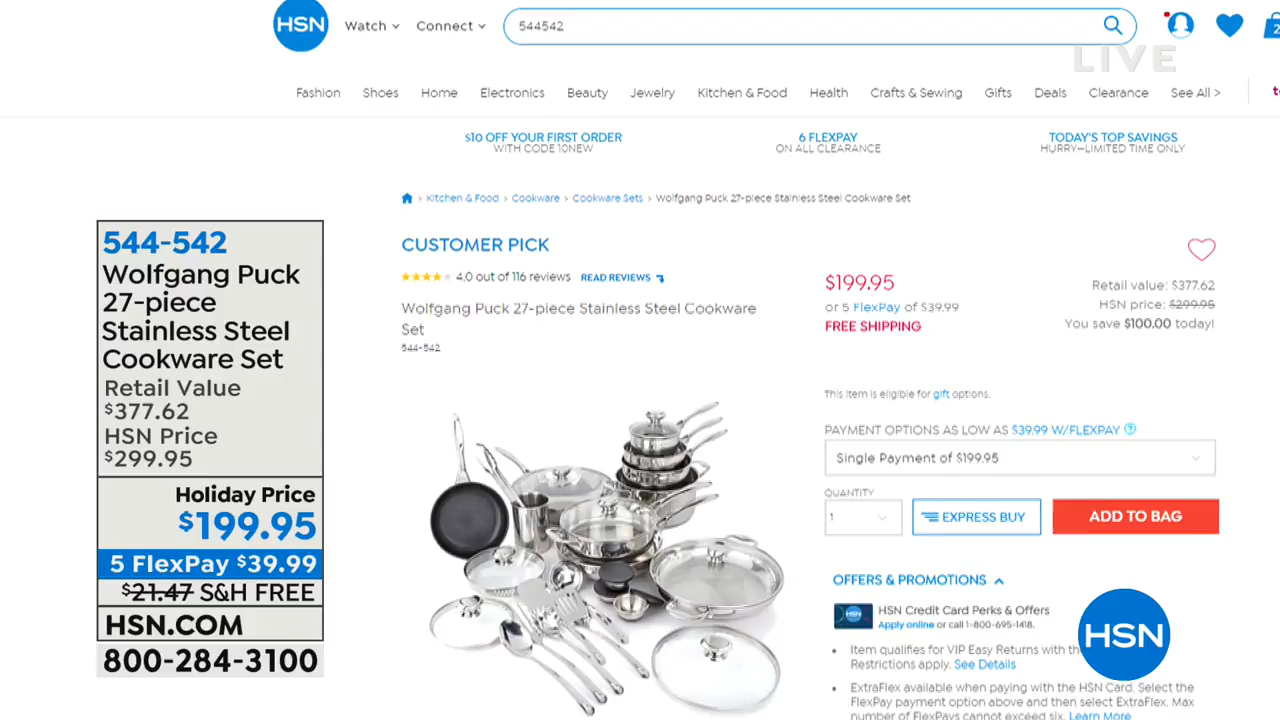 HSN
Watch
Connect
544542
2
LIVE
Fashion
Shoes
Home
Electronics
Beauty
Jewelry
Kitchen & Food
Health
Crafts & Sewing
Gifts
Deals
Clearance
See All >
$10 OFF YOUR FIRST ORDER
WITH CODE 10NEW
6 FLEXPAY
ON ALL CLEARANCE
TODAY'S TOP SAVINGS
HURRY–LIMITED TIME ONLY
> Kitchen & Food > Cookware > Cookware Sets > Wolfgang Puck 27-piece Stainless Steel Cookware Set
544-542
Wolfgang Puck
27-piece
Stainless Steel
Cookware Set
Retail Value
$377.62
HSN Price
$299.95
Holiday Price
$199.95
5 FlexPay $39.99
$21.47 S&H FREE
HSN.COM
800-284-3100
CUSTOMER PICK
4.0 out of 116 reviews READ REVIEWS
Wolfgang Puck 27-piece Stainless Steel Cookware
Set
544-542
$199.95
or 5 FlexPay of $39.99
FREE SHIPPING
Retail value: $377.62
HSN price: $299.95
You save $100.00 today!
This item is eligible for gift options.
PAYMENT OPTIONS AS LOW AS $39.99 W/FLEXPAY ?
Single Payment of $199.95
QUANTITY
1
EXPRESS BUY
ADD TO BAG
OFFERS & PROMOTIONS
HSN
HSN Credit Card Perks & Offers
Apply online or call 1-800-695-1418.
• Item qualifies for VIP Easy Returns with
Restrictions apply. See Details
• ExtraFlex available when paying with the HSN Card. Select the
FlexPay payment option above and then select ExtraFlex. Max
number of FlexPays cannot exceed six. Learn More
HSN